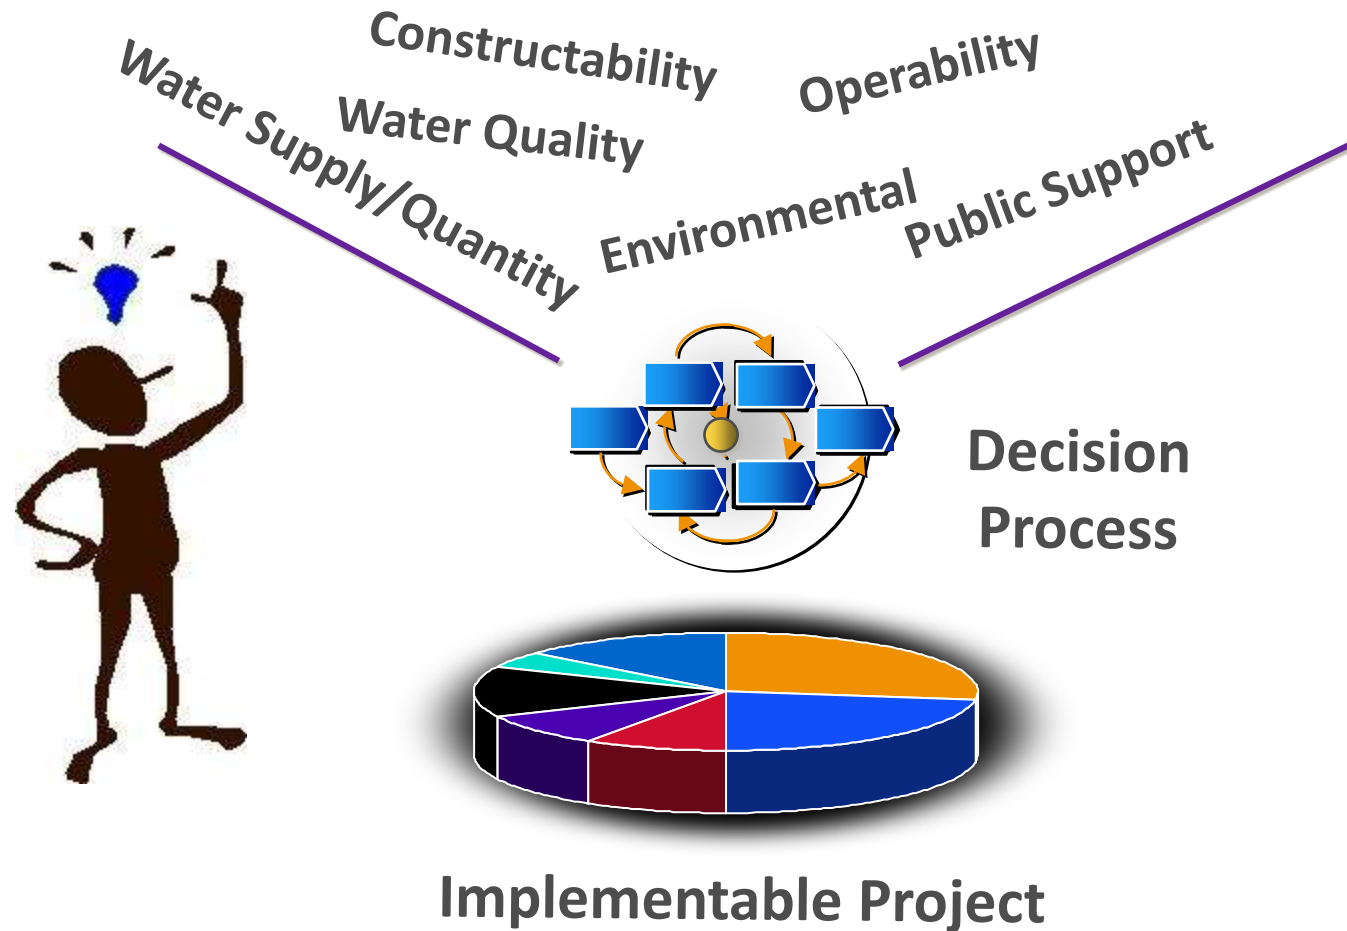 Constructability
Operability
Water Supply/Quantity
Water Quality
Environmental
Public Support
Decision
Process
Implementable Project